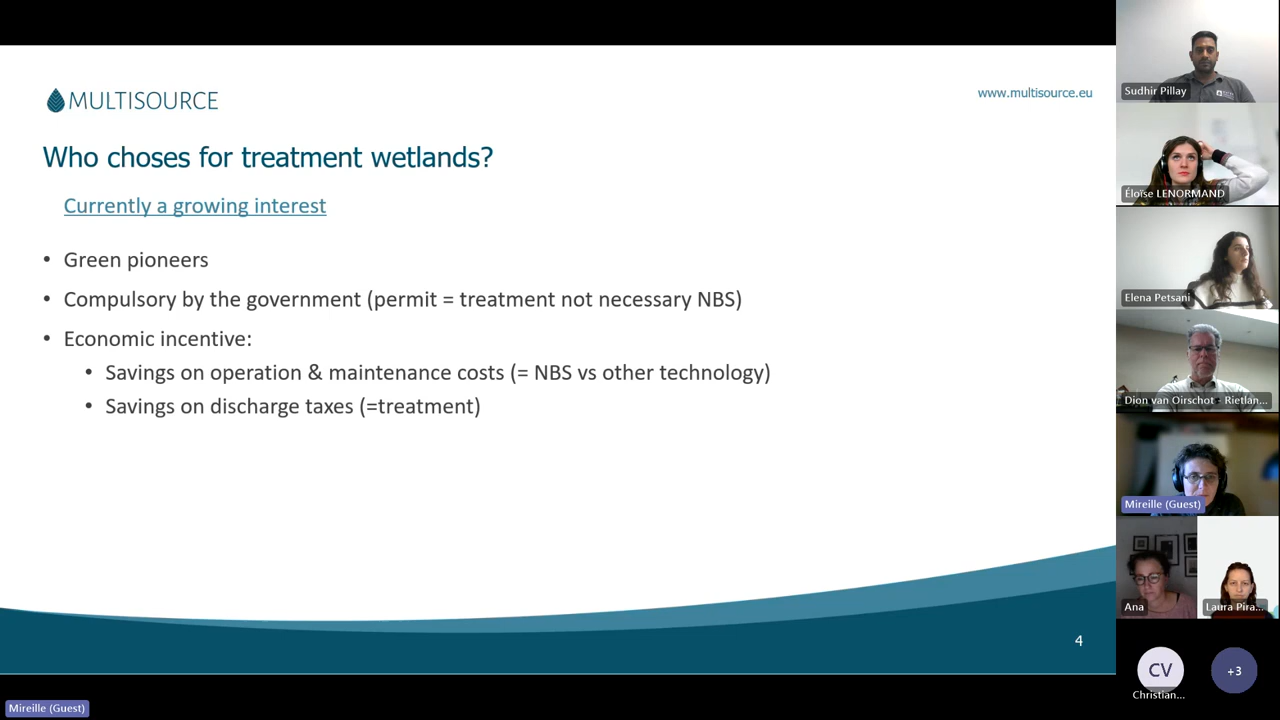 MULTISOURCE
www.multisource.eu
Who choses for treatment wetlands?
Currently a growing interest
• Green pioneers
• Compulsory by the government (permit = treatment not necessary NBS)
• Economic incentive:
• Savings on operation & maintenance costs (= NBS vs other technology)
• Savings on discharge taxes (=treatment)
4
Mireille (Guest)
Sudhir Pillay
Éloïse LENORMAND
Elena Petsani
Dion van Oirschot - Rietlan...
Mireille (Guest)
Ana
Laura Pira...
CV
Christian...
+3